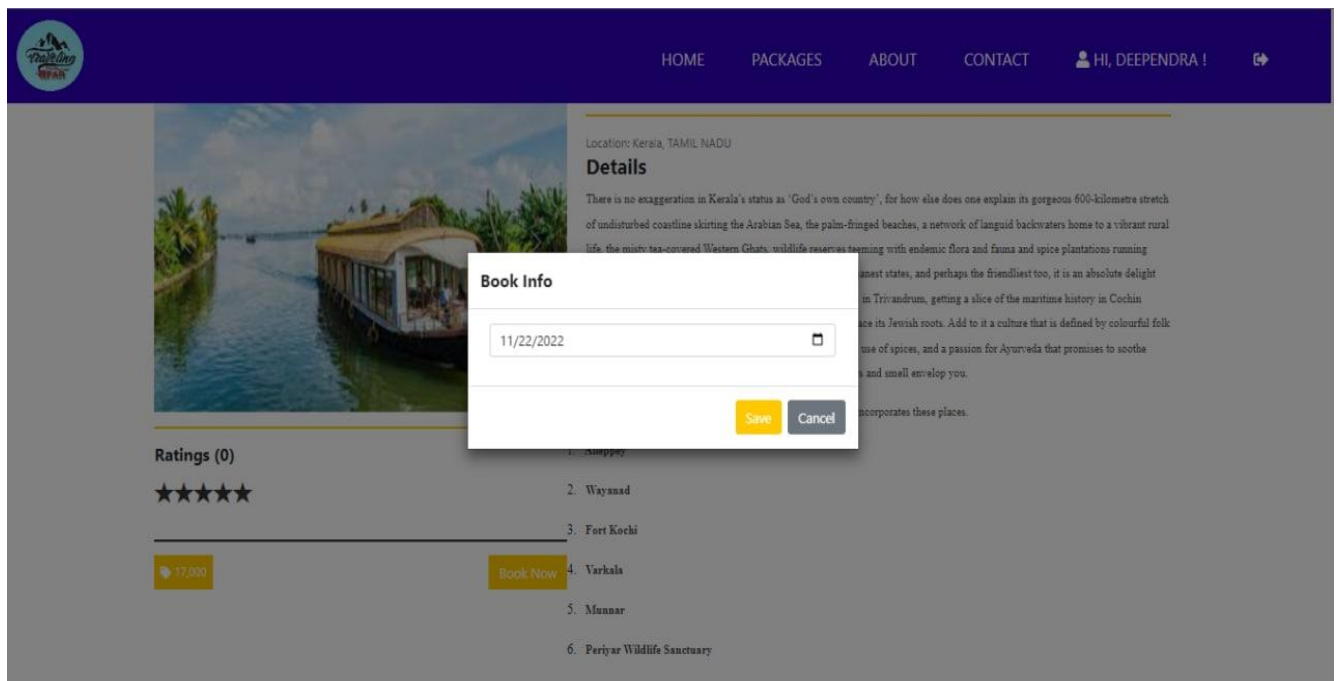 Traveling
HOME PACKAGES ABOUT CONTACT HI, DEEPENDRA !
Location: Kerala, TAMIL NADU
Details
There is no exaggeration in Kerala's status as 'God's own country', for how else does one explain its gorgeous 600-kilometre stretch
of undisturbed coastline skirting the Arabian Sea, the palm-fringed beaches, a network of languid backwaters home to a vibrant rural
life, the misty tea-covered Western Ghats, wildlife reserves teeming with endemic flora and fauna and spice plantations running
anest states, and perhaps the friendliest too, it is an absolute delight
in Trivandrum, getting a slice of the maritime history in Cochin
ace its Jewish roots. Add to it a culture that is defined by colourful folk
use of spices, and a passion for Ayurveda that promises to soothe
and smell envelop you.
ncorporates these places.
Book Info
11/22/2022
Save Cancel
Ratings (0)
★★★★★
17,000
Book Now
1. Alleppey
2. Wayanad
3. Fort Kochi
4. Varkala
5. Munnar
6. Periyar Wildlife Sanctuary